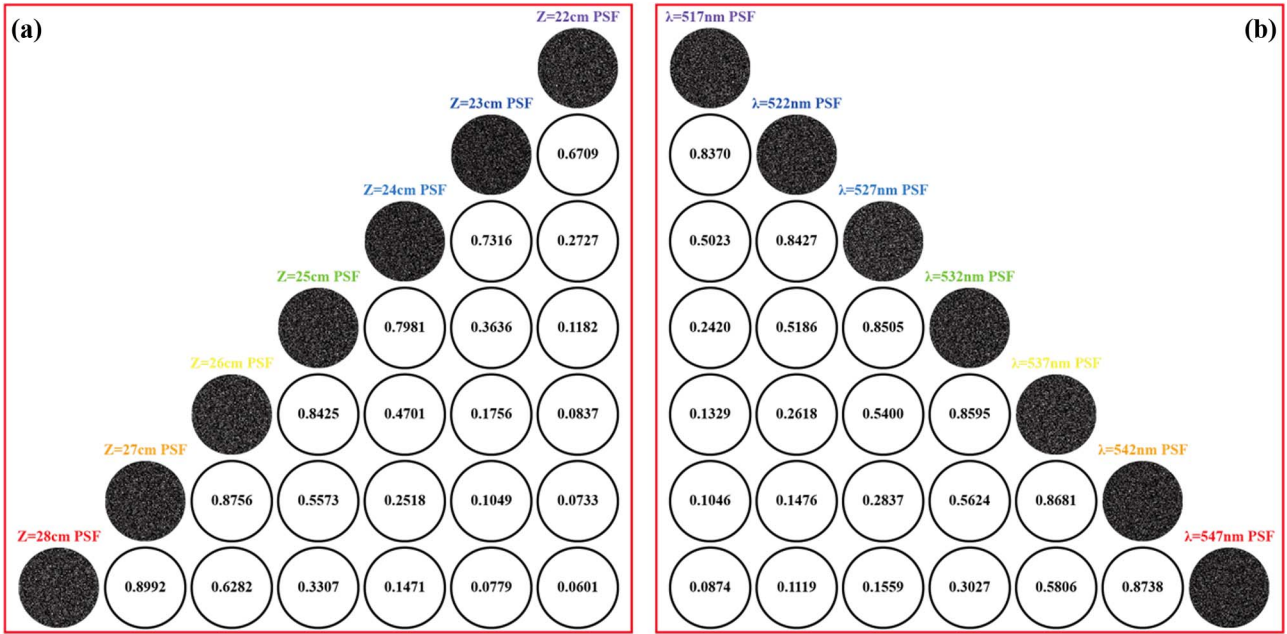 (a)
Z=22cm PSF
Z=23cm PSF
0.6709
Z=24cm PSF
0.7316 0.2727
Z=25cm PSF
0.7981 0.3636 0.1182
Z=26cm PSF
0.8425 0.4701 0.1756 0.0837
Z=27cm PSF
0.8756 0.5573 0.2518 0.1049 0.0733
Z=28cm PSF
0.8992 0.6282 0.3307 0.1471 0.0779 0.0601
(b)
λ=517nm PSF
λ=522nm PSF
0.8370
λ=527nm PSF
0.5023 0.8427
λ=532nm PSF
0.2420 0.5186 0.8505
λ=537nm PSF
0.1329 0.2618 0.5400 0.8595
λ=542nm PSF
0.1046 0.1476 0.2837 0.5624 0.8681
λ=547nm PSF
0.0874 0.1119 0.1559 0.3027 0.5806 0.8738